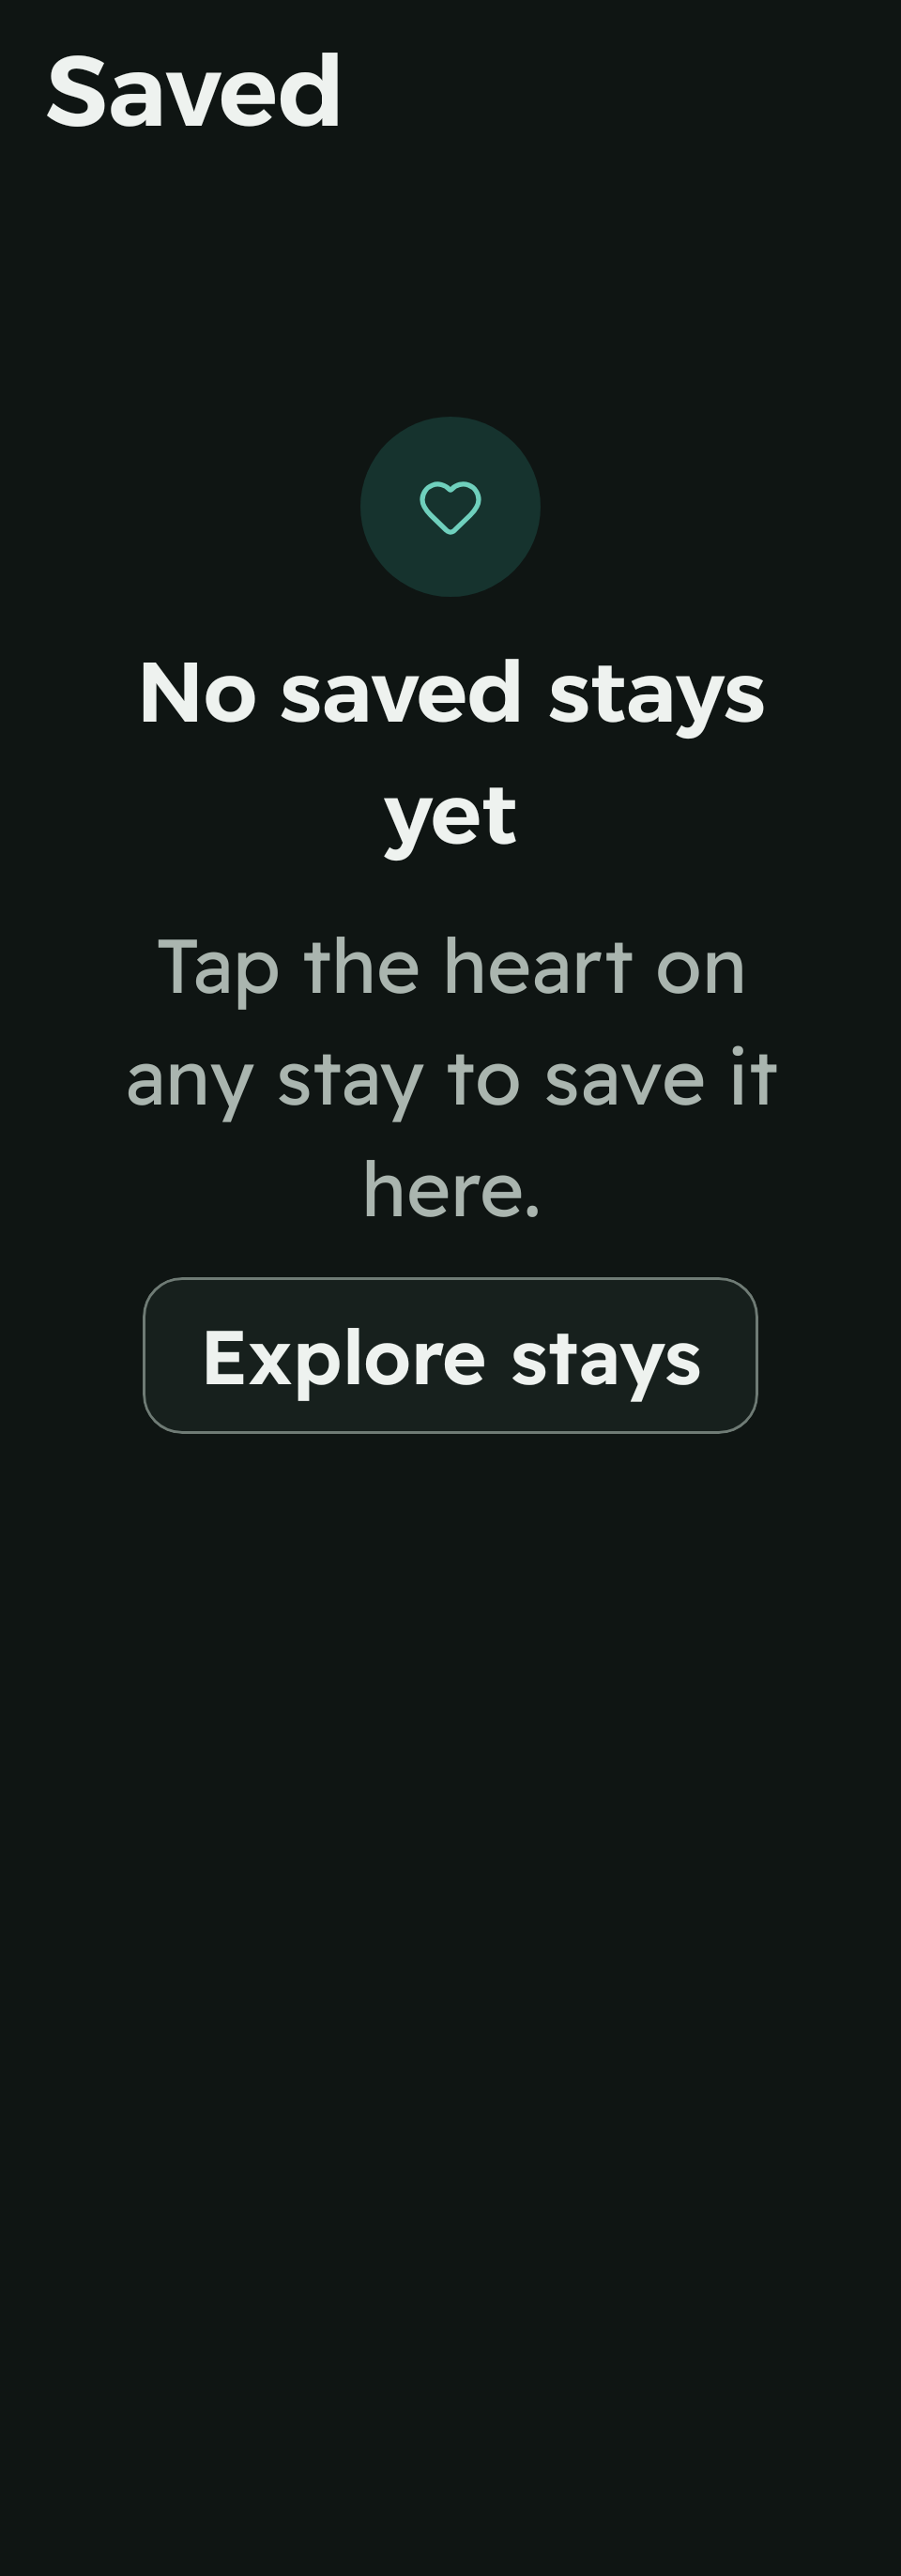 Saved
No saved stays
yet
Tap the heart on
any stay to save it
here.
Explore stays